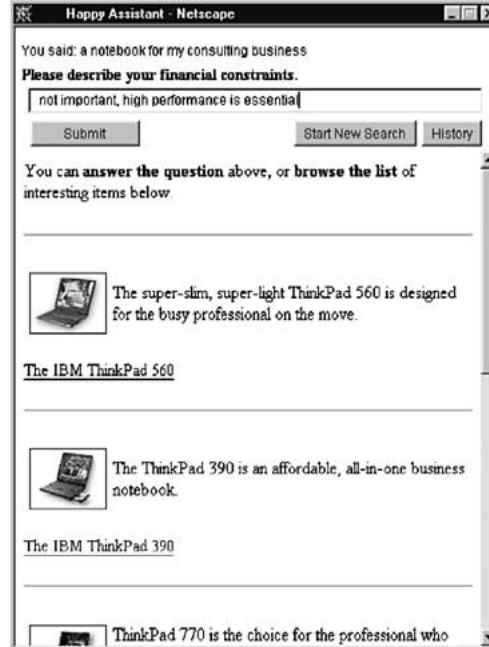 Happy Assistant - Netscape
You said: a notebook for my consulting business
Please describe your financial constraints.
not important, high performance is essential
Submit
Start New Search
History
You can answer the question above, or browse the list of
interesting items below.
The super-slim, super-light ThinkPad 560 is designed
for the busy professional on the move.
The IBM ThinkPad 560
The ThinkPad 390 is an affordable, all-in-one business
notebook.
The IBM ThinkPad 390
ThinkPad 770 is the choice for the professional who